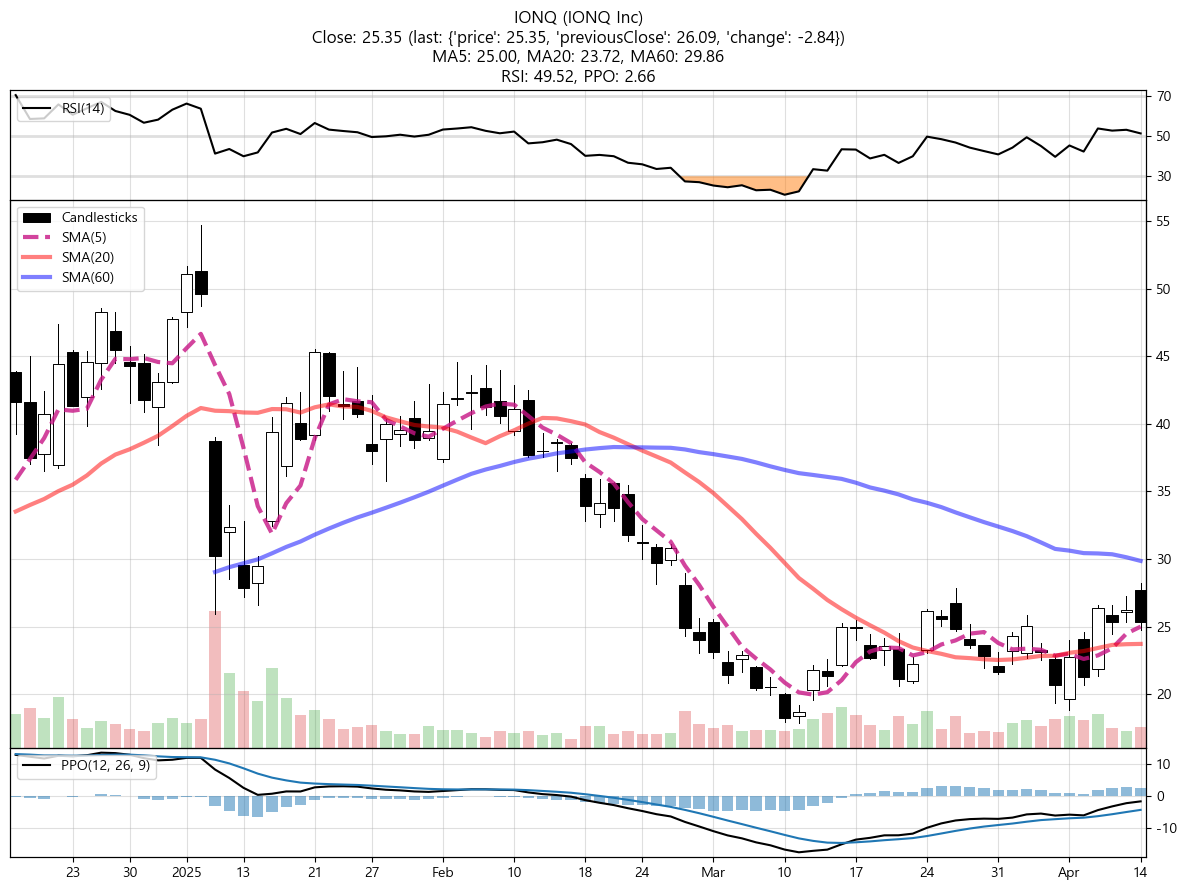 IONQ (IONQ Inc)
Close: 25.35 (last: {'price': 25.35, 'previousClose': 26.09, 'change': -2.84})
MA5: 25.00, MA20: 23.72, MA60: 29.86
RSI: 49.52, PPO: 2.66
RSI(14)
70
50
30
Candlesticks
SMA(5)
SMA(20)
SMA(60)
55
50
45
40
35
30
25
20
PPO(12, 26, 9)
10
0
-10
23 30 2025 13 21 27 Feb 10 18 24 Mar 10 17 24 31 Apr 14